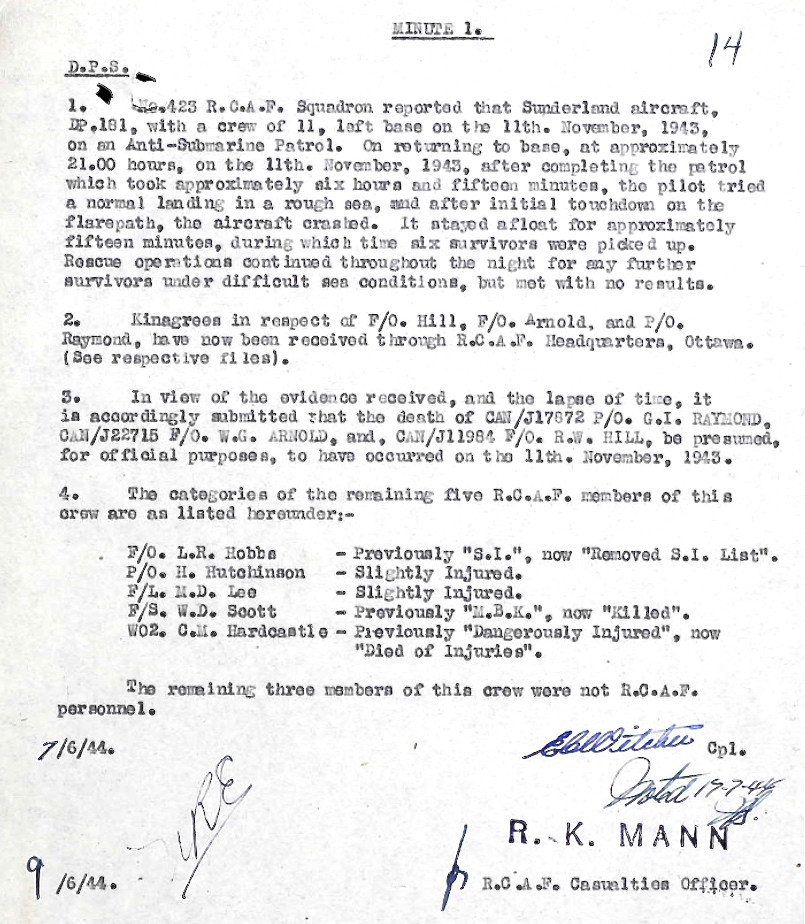 MINUTE 1.
14
D.P.S.
1. No.423 R.C.A.F. Squadron reported that Sunderland aircraft,
DP.181, with a crew of 11, left base on the 11th. November, 1943,
on an Anti-Submarine Patrol. On returning to base, at approximately
21.00 hours, on the 11th. November, 1943, after completing the patrol
which took approximately six hours and fifteen minutes, the pilot tried
a normal landing in a rough sea, and after initial touchdown on the
flarepath, the aircraft crashed. It stayed afloat for approximately
fifteen minutes, during which time six survivors were picked up.
Rescue operations continued throughout the night for any further
survivors under difficult sea conditions, but met with no results.
2. Kinagrees in respect of F/O. Hill, F/O. Arnold, and P/O.
Raymond, have now been received through R.C.A.F. Headquarters, Ottawa.
(See respective files).
3. In view of the evidence received, and the lapse of time, it
is accordingly submitted that the death of CAN/J17872 P/O. G.I. RAYMOND,
CAN/J22715 F/O. W.G. ARNOLD, and, CAN/J11984 F/O. R.W. HILL, be presumed,
for official purposes, to have occurred on the 11th. November, 1943.
4. The categories of the remaining five R.C.A.F. members of this
crew are as listed hereunder:-
F/O. L.R. Hobbs - Previously "S.I.", now "Removed S.I. List".
P/O. H. Hutchinson - Slightly Injured.
F/L. M.D. Lee - Slightly Injured.
F/S. W.D. Scott - Previously "M.B.K.", now "Killed".
WO2. C.M. Hardcastle - Previously "Dangerously Injured", now
"Died of Injuries".
The remaining three members of this crew were not R.C.A.F.
personnel.
7/6/44.
Cpl.
Noted 17-7-44
R. K. MANN
9/6/44.
R.C.A.F. Casualties Officer.